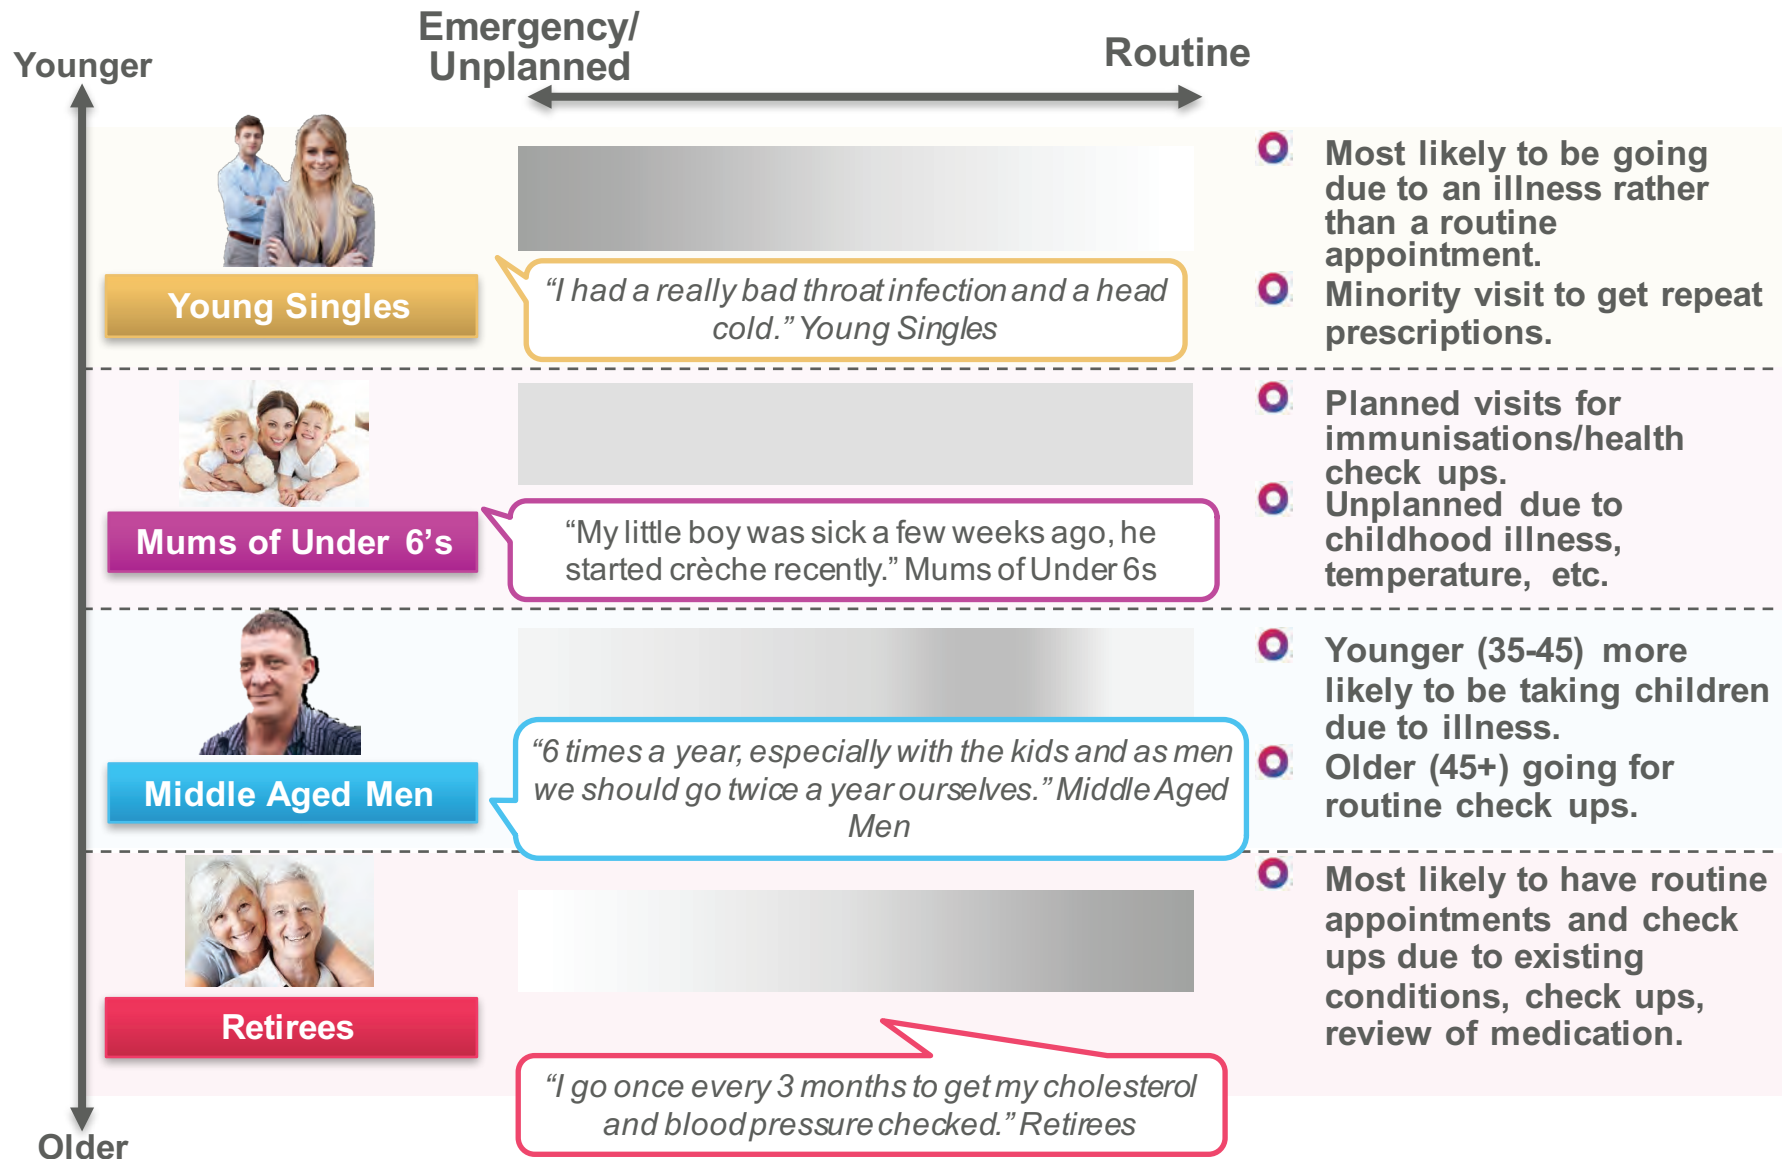 Younger
Emergency/
Unplanned
Routine
Young Singles
“I had a really bad throat infection and a head
cold.” Young Singles
Most likely to be going
due to an illness rather
than a routine
appointment.
Minority visit to get repeat
prescriptions.
Mums of Under 6’s
“My little boy was sick a few weeks ago, he
started crèche recently.” Mums of Under 6s
Planned visits for
immunisations/health
check ups.
Unplanned due to
childhood illness,
temperature, etc.
Middle Aged Men
“6 times a year, especially with the kids and as men
we should go twice a year ourselves.” Middle Aged
Men
Younger (35-45) more
likely to be taking children
due to illness.
Older (45+) going for
routine check ups.
Retirees
“I go once every 3 months to get my cholesterol
and blood pressure checked.” Retirees
Most likely to have routine
appointments and check
ups due to existing
conditions, check ups,
review of medication.
Older